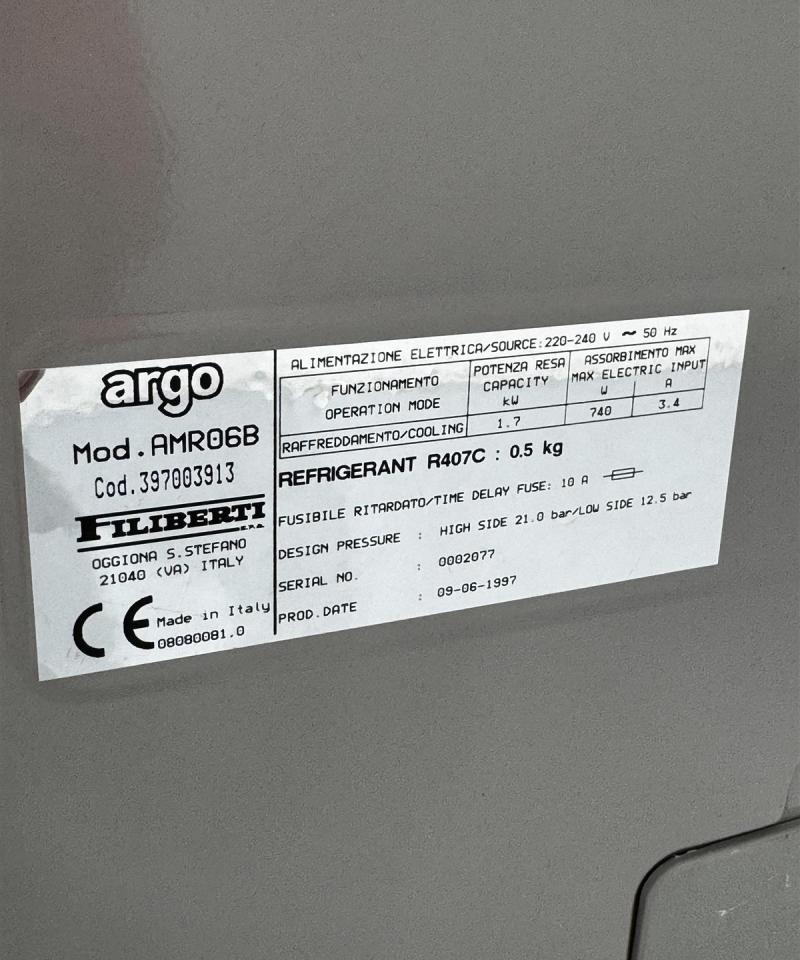 argo
Mod.AMR06B
Cod.397003913
FILIBERTI S.P.A.
OGGIONA S.STEFANO
21040 (VA) ITALY
CE Made in Italy
08080081.0
ALIMENTAZIONE ELETTRICA/SOURCE:220-240 V ~ 50 Hz
FUNZIONAMENTO
OPERATION MODE
POTENZA RESA
CAPACITY
kW
ASSORBIMENTO MAX
MAX ELECTRIC INPUT
W A
RAFFREDDAMENTO/COOLING 1.7 740 3.4
REFRIGERANT R407C : 0.5 kg
FUSIBILE RITARDATO/TIME DELAY FUSE: 10 A
DESIGN PRESSURE : HIGH SIDE 21.0 bar/LOW SIDE 12.5 bar
SERIAL NO. : 0002077
PROD.DATE : 09-06-1997